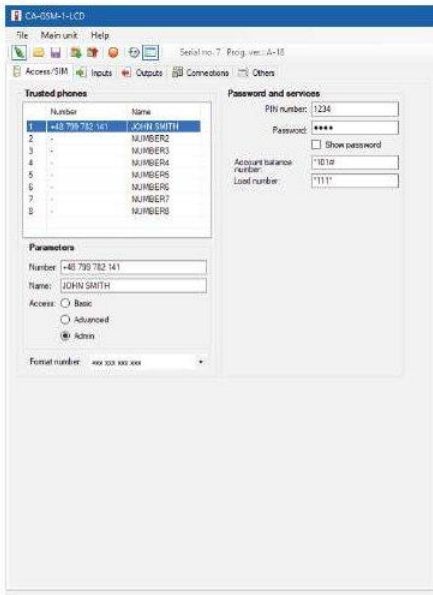 CA-GSM-1-LCD
File Main unit Help
Serial no. 7 Prog. ver.: A-18
Access/SIM Inputs Outputs Connections Others
Trusted phones
Number Name
1 +48 799 782 141 JOHN SMITH
2 - NUMBER2
3 - NUMBER3
4 - NUMBER4
5 - NUMBER5
6 - NUMBER6
7 - NUMBER7
8 - NUMBER8
Parameters
Number: +48 799 782 141
Name: JOHN SMITH
Access: Basic
Advanced
Admin
Format number: xxx xxx xxx xxx
Password and services
PIN number: 1234
Password: ••••
Show password
Account balance
number: *101#
Load number: *111*